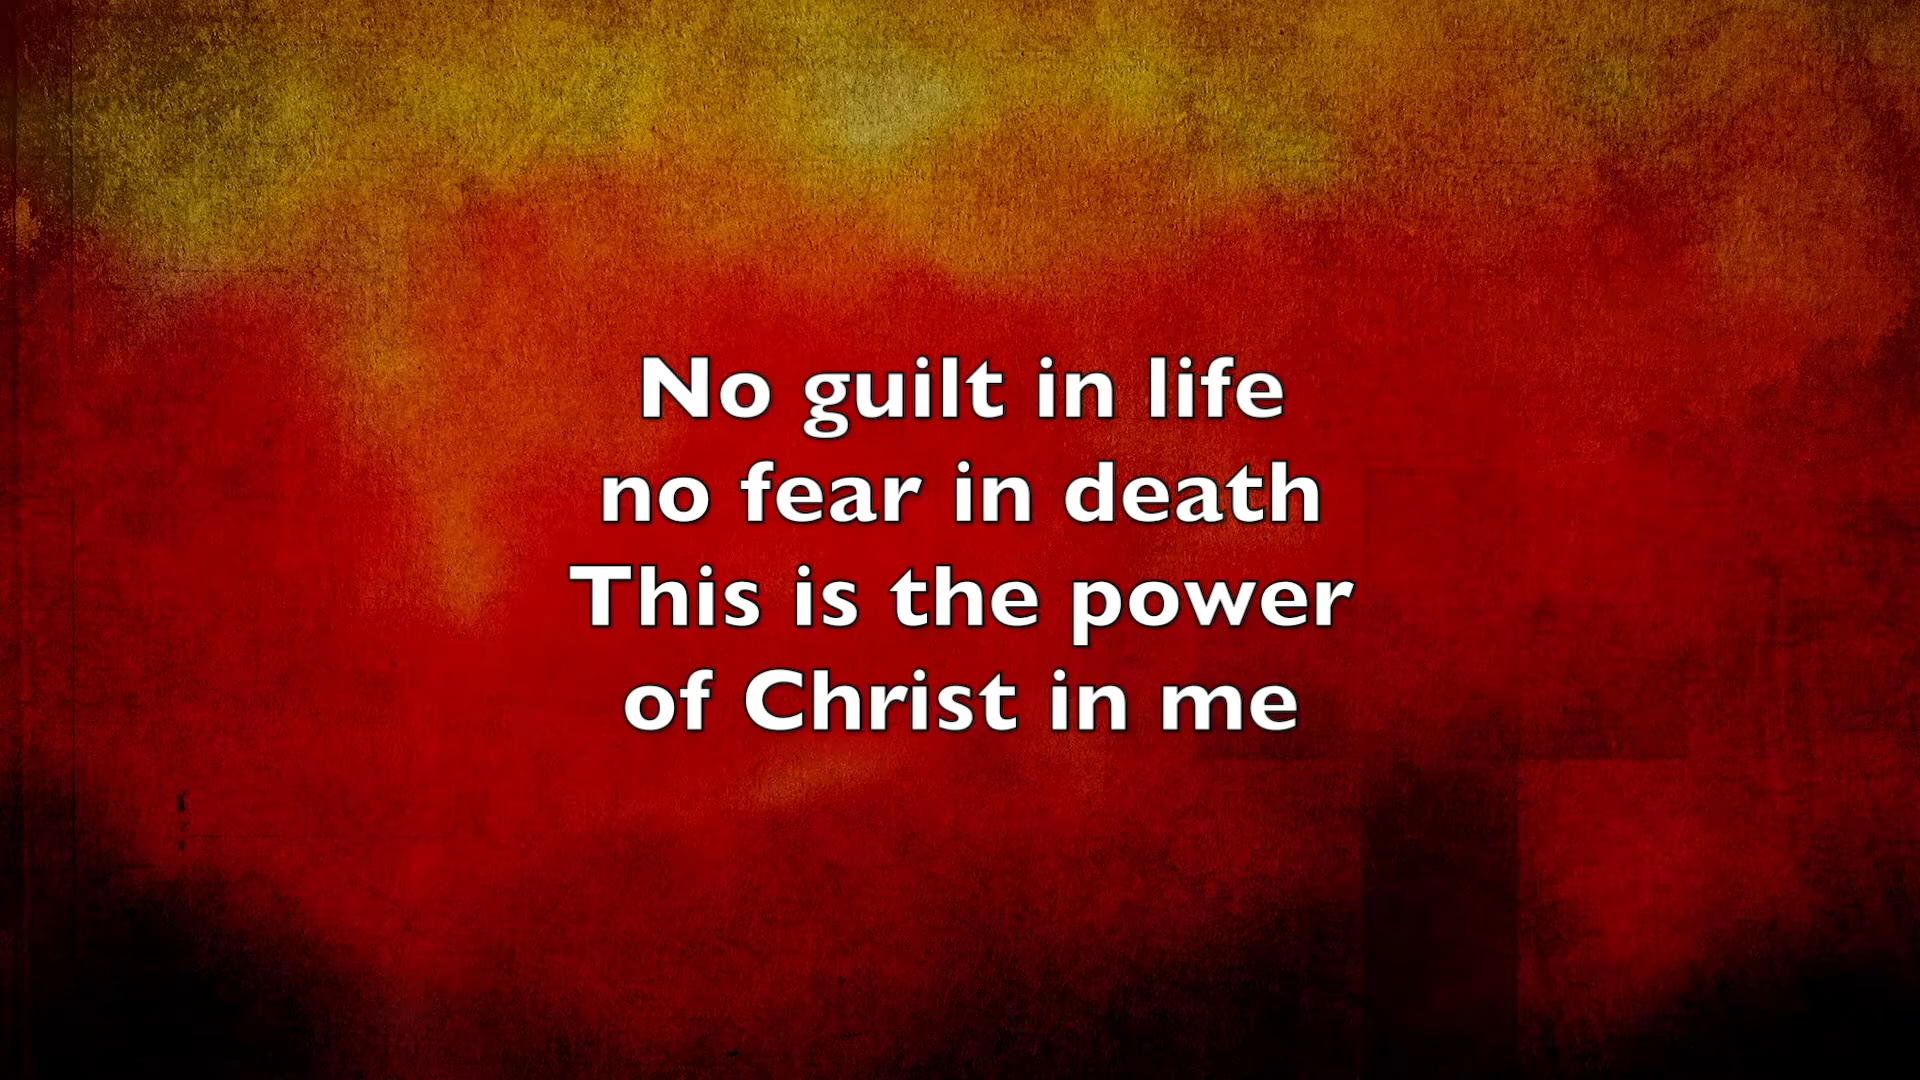 No guilt in life
no fear in death
This is the power
of Christ in me